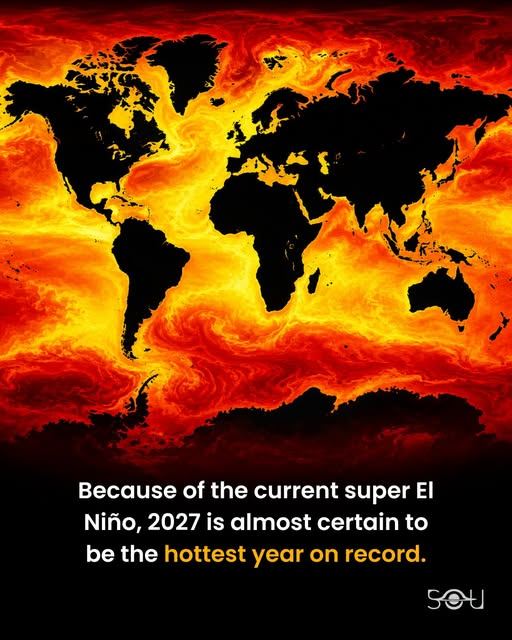 Because of the current super El
Niño, 2027 is almost certain to
be the hottest year on record.